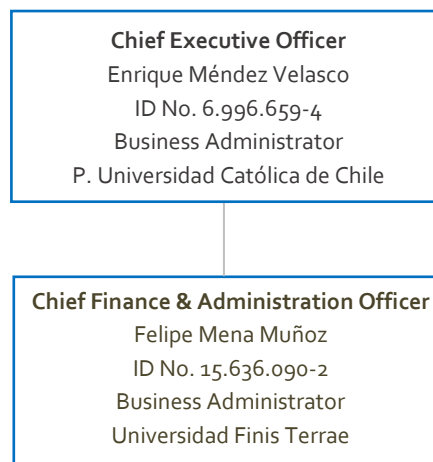 Chief Executive Officer
Enrique Méndez Velasco
ID No. 6.996.659-4
Business Administrator
P. Universidad Católica de Chile
Chief Finance & Administration Officer
Felipe Mena Muñoz
ID No. 15.636.090-2
Business Administrator
Universidad Finis Terrae